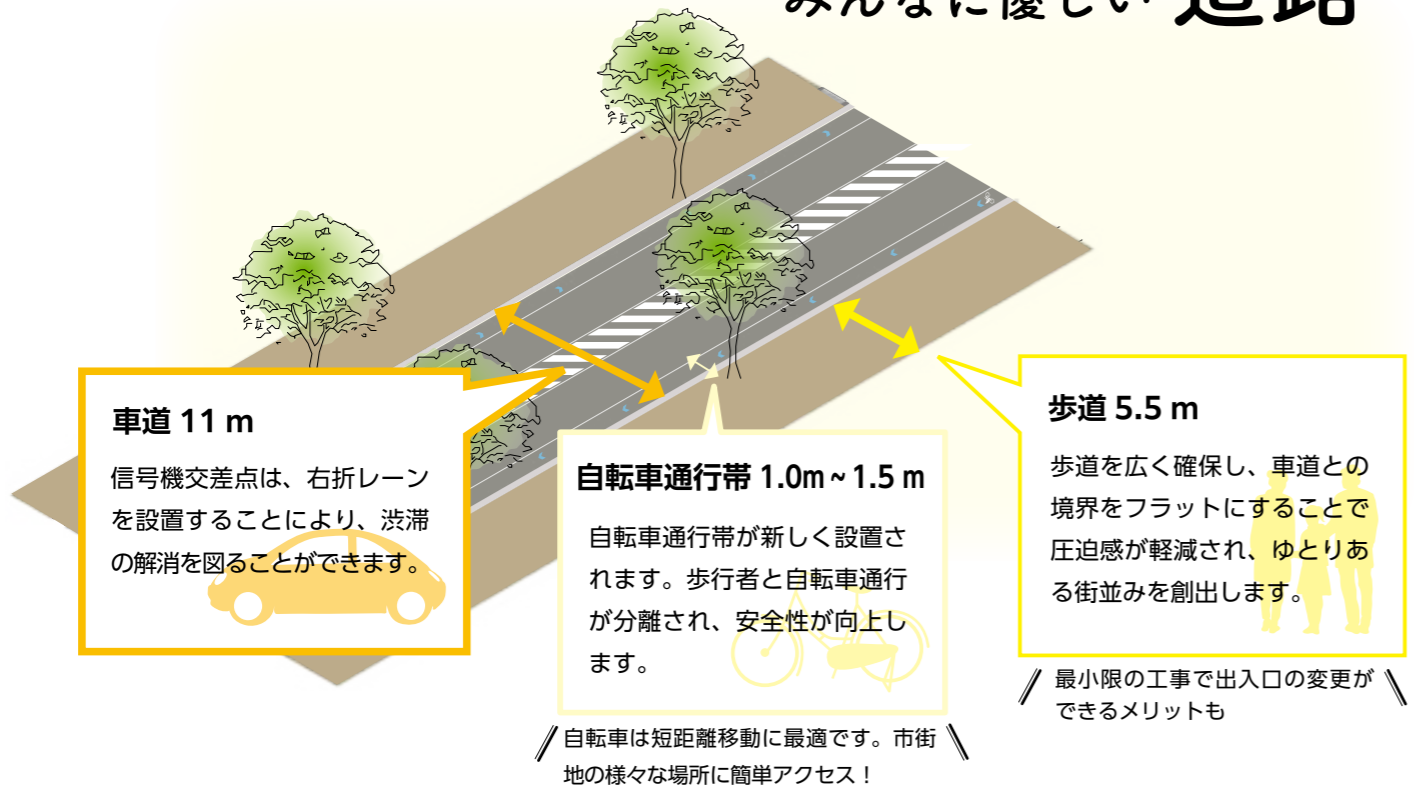 みんなに優しい道路
車道 11 m
信号機交差点は、右折レーン
を設置することにより、渋滞
の解消を図ることができます。
自転車通行帯 1.0m~1.5 m
自転車通行帯が新しく設置さ
れます。歩行者と自転車通行
が分離され、安全性が向上し
ます。
自転車は短距離移動に最適です。市街
地の様々な場所に簡単アクセス！
歩道 5.5 m
歩道を広く確保し、車道との
境界をフラットにすることで
圧迫感が軽減され、ゆとりあ
る街並みを創出します。
最小限の工事で出入口の変更が
できるメリットも